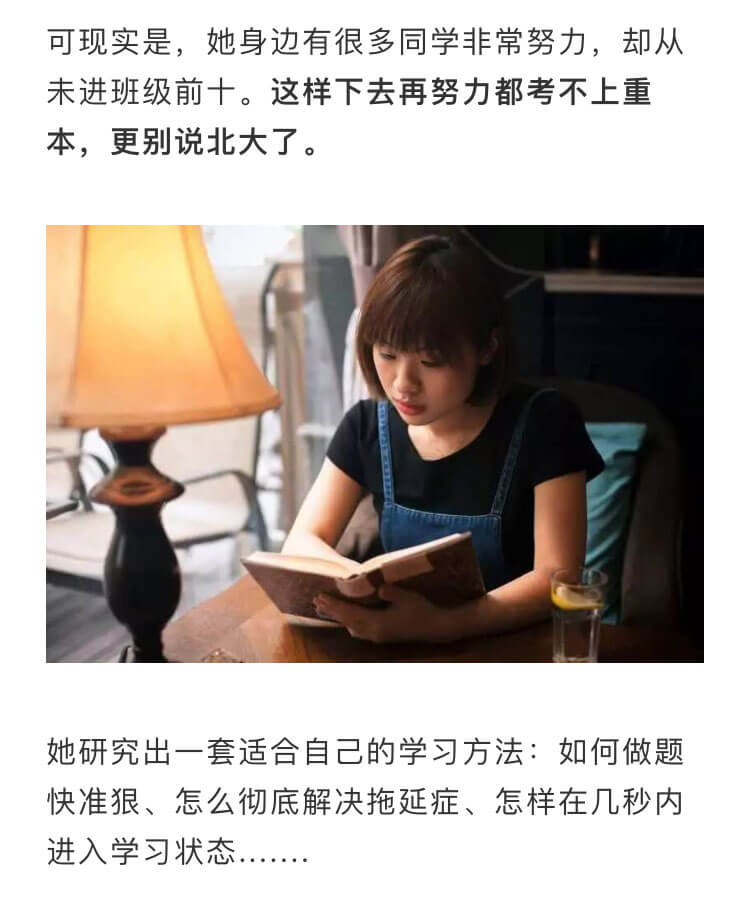 可现实是，她身边有很多同学非常努力，却从
未进班级前十。这样下去再努力都考不上重
本，更别说北大了。
她研究出一套适合自己的学习方法：如何做题
快准狠、怎么彻底解决拖延症、怎样在几秒内
进入学习状态.......